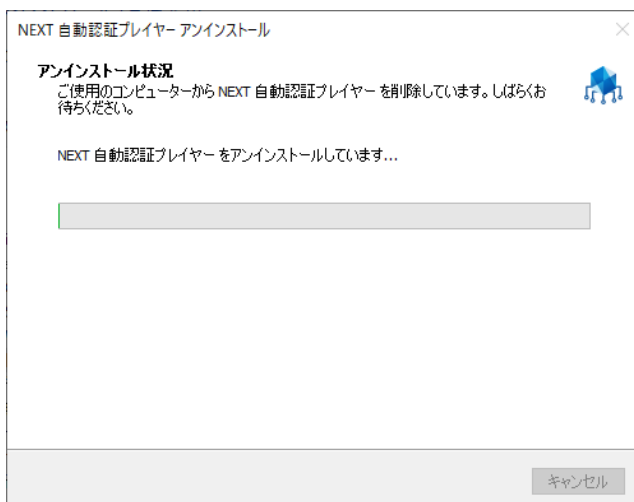 NEXT 自動認証プレイヤー アンインストール
アンインストール状況
ご使用のコンピューターから NEXT 自動認証プレイヤー を削除しています。しばらくお
待ちください。
NEXT 自動認証プレイヤー をアンインストールしています...
キャンセル